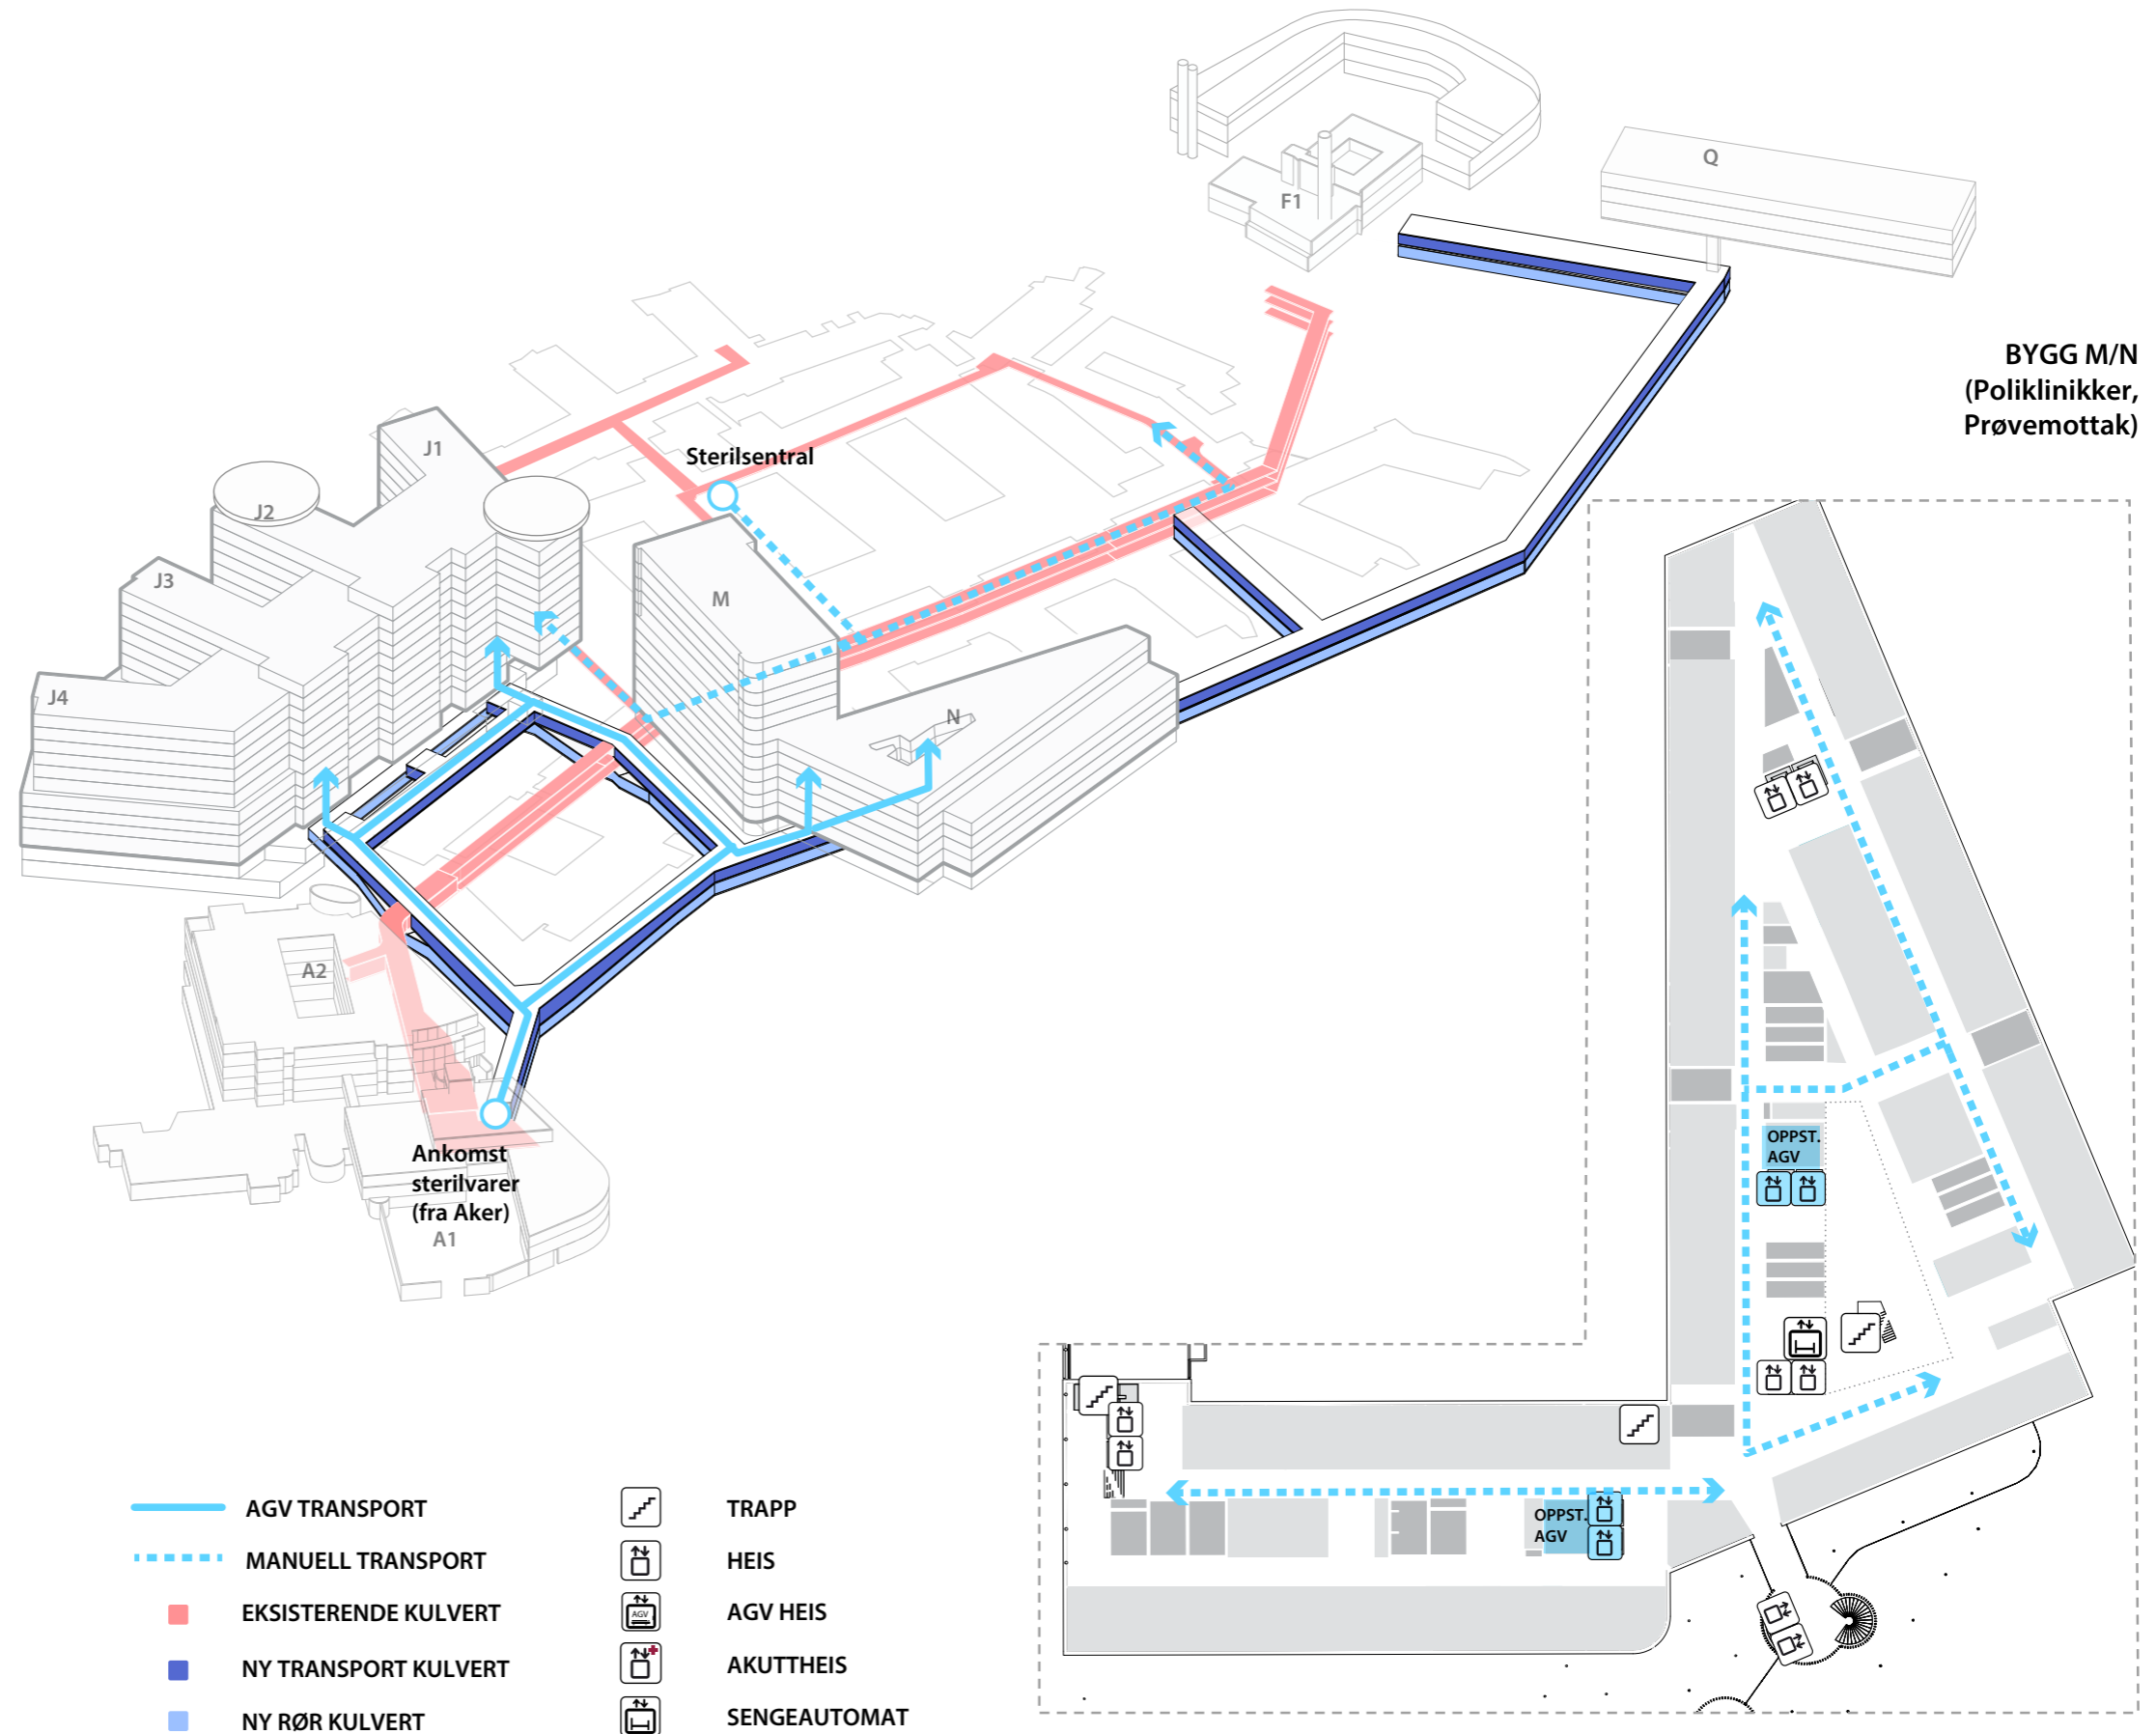 Q
F1
BYGG M/N
(Poliklinikker,
Prøvemottak)
J1
Sterilsentral
J2
J3
M
J4
N
A2
Ankomst
sterilvarer
(fra Aker)
A1
OPPST.
AGV
OPPST.
AGV
AGV TRANSPORT
MANUELL TRANSPORT
EKSISTERENDE KULVERT
NY TRANSPORT KULVERT
NY RØR KULVERT
TRAPP
HEIS
AGV
AGV HEIS
AKUTTHEIS
SENGEAUTOMAT